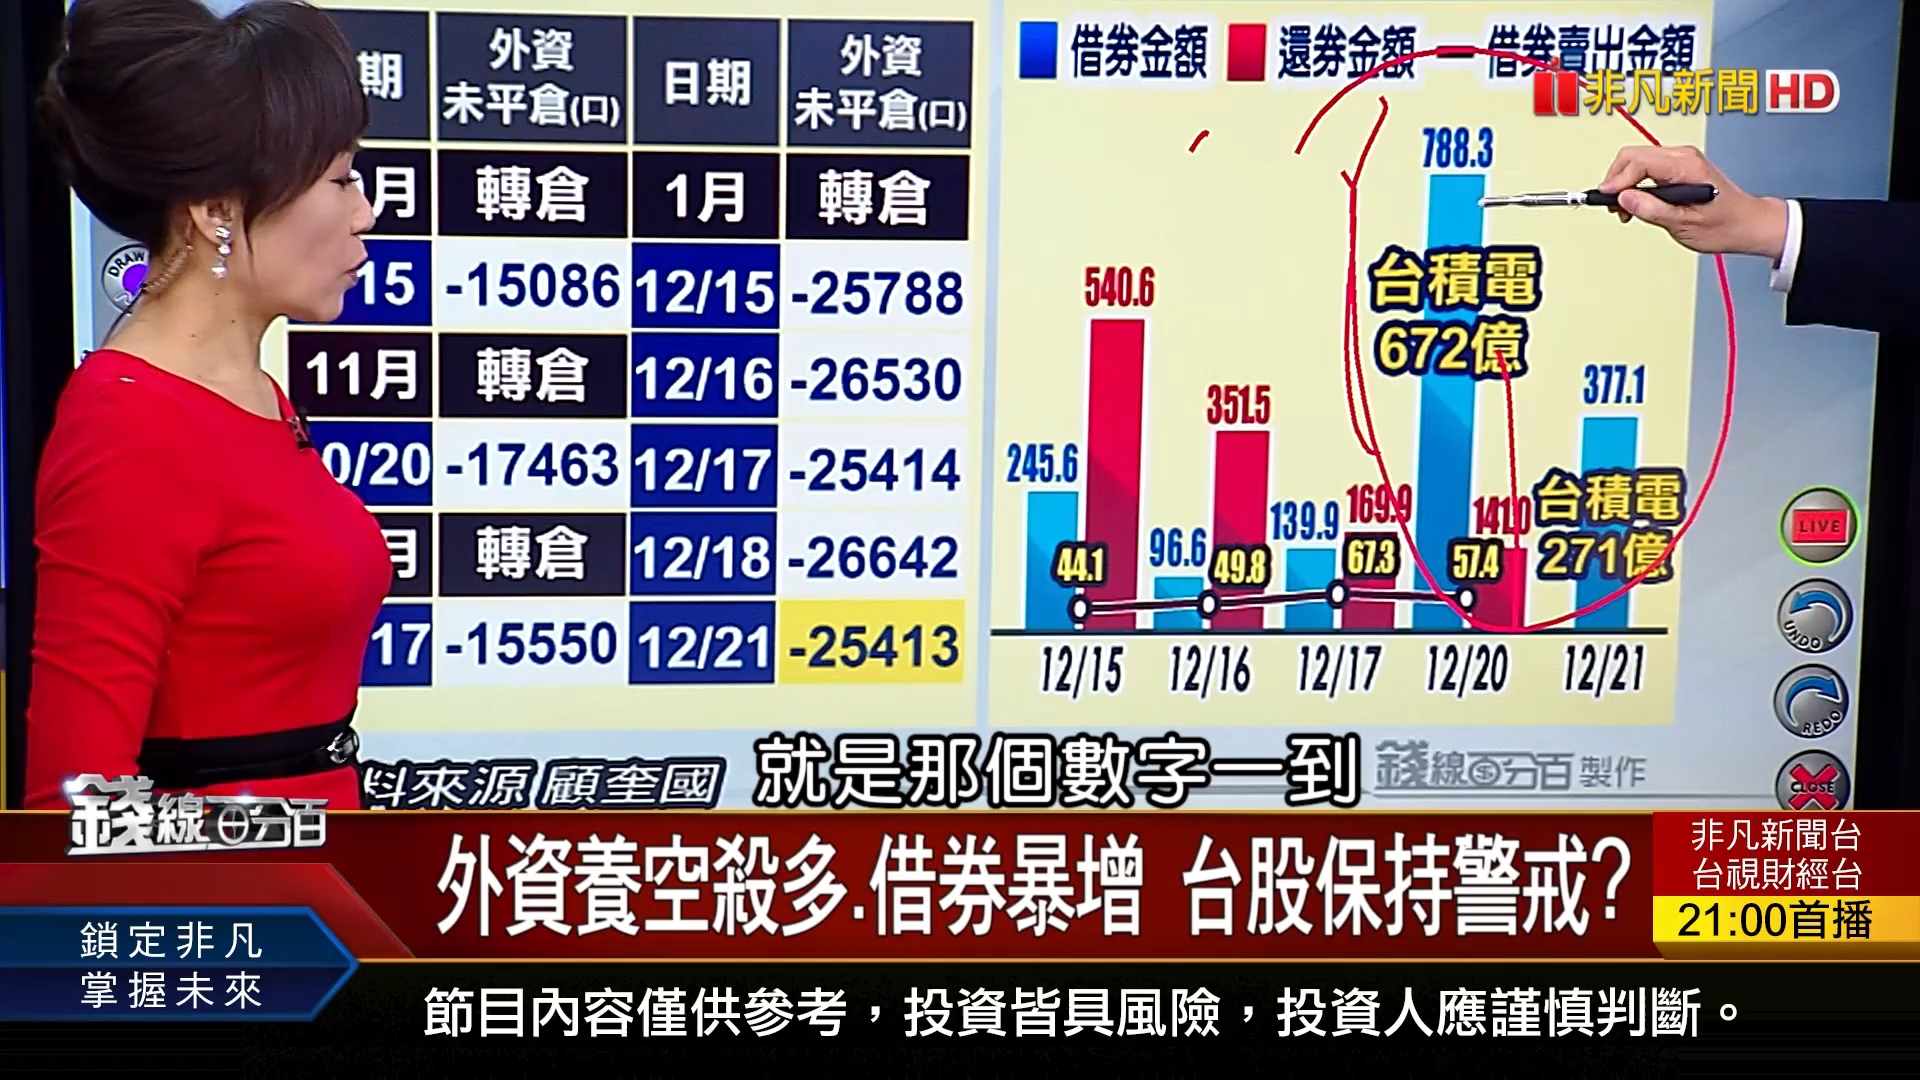 期 外資未平倉(口) 日期 外資未平倉(口)
月 轉倉 1月 轉倉
15 -15086 12/15 -25788
11月 轉倉 12/16 -26530
0/20 -17463 12/17 -25414
月 轉倉 12/18 -26642
17 -15550 12/21 -25413
借券金額 還券金額 借券賣出金額
非凡新聞 HD
788.3
台積電
672億
540.6
351.5
377.1
245.6
96.6
139.9
169.9
141.0
台積電
271億
44.1 49.8 67.3 57.4
12/15 12/16 12/17 12/20 12/21
DRAW
LIVE
UNDO
REDO
CLOSE
料來源 顧奎國
就是那個數字一到
錢線百分百 製作
錢線百分百
外資養空殺多.借券暴增 台股保持警戒?
非凡新聞台
台視財經台
21:00首播
鎖定非凡
掌握未來
節目內容僅供參考，投資皆具風險，投資人應謹慎判斷。